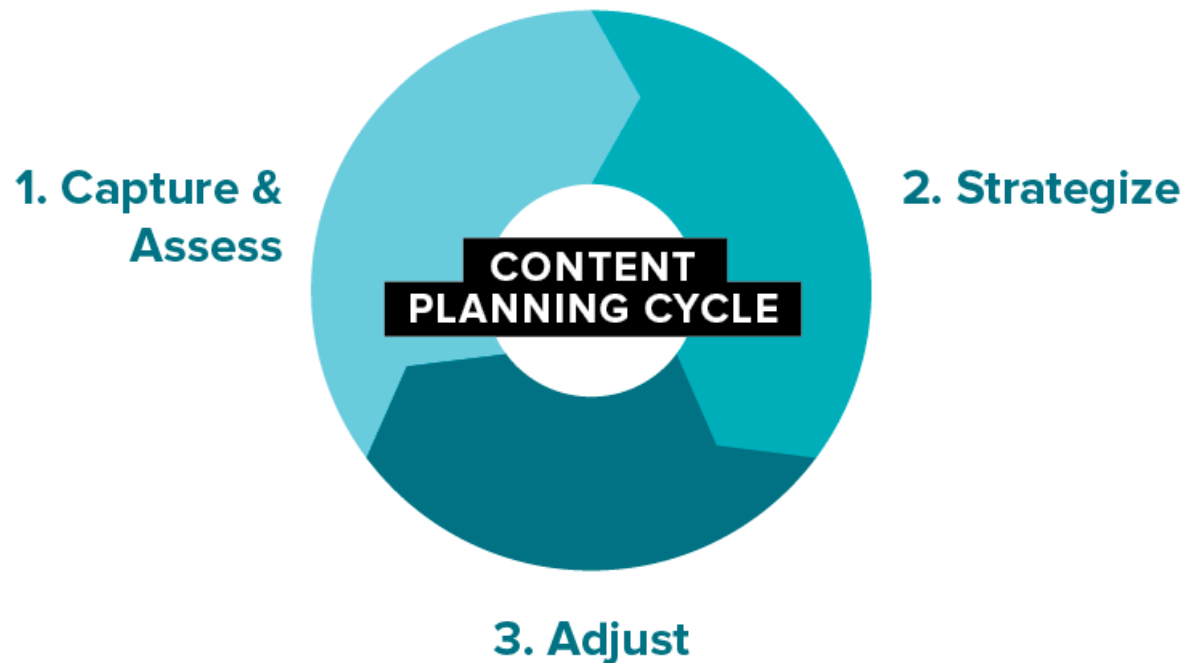 1. Capture &
Assess
2. Strategize
CONTENT
PLANNING CYCLE
3. Adjust